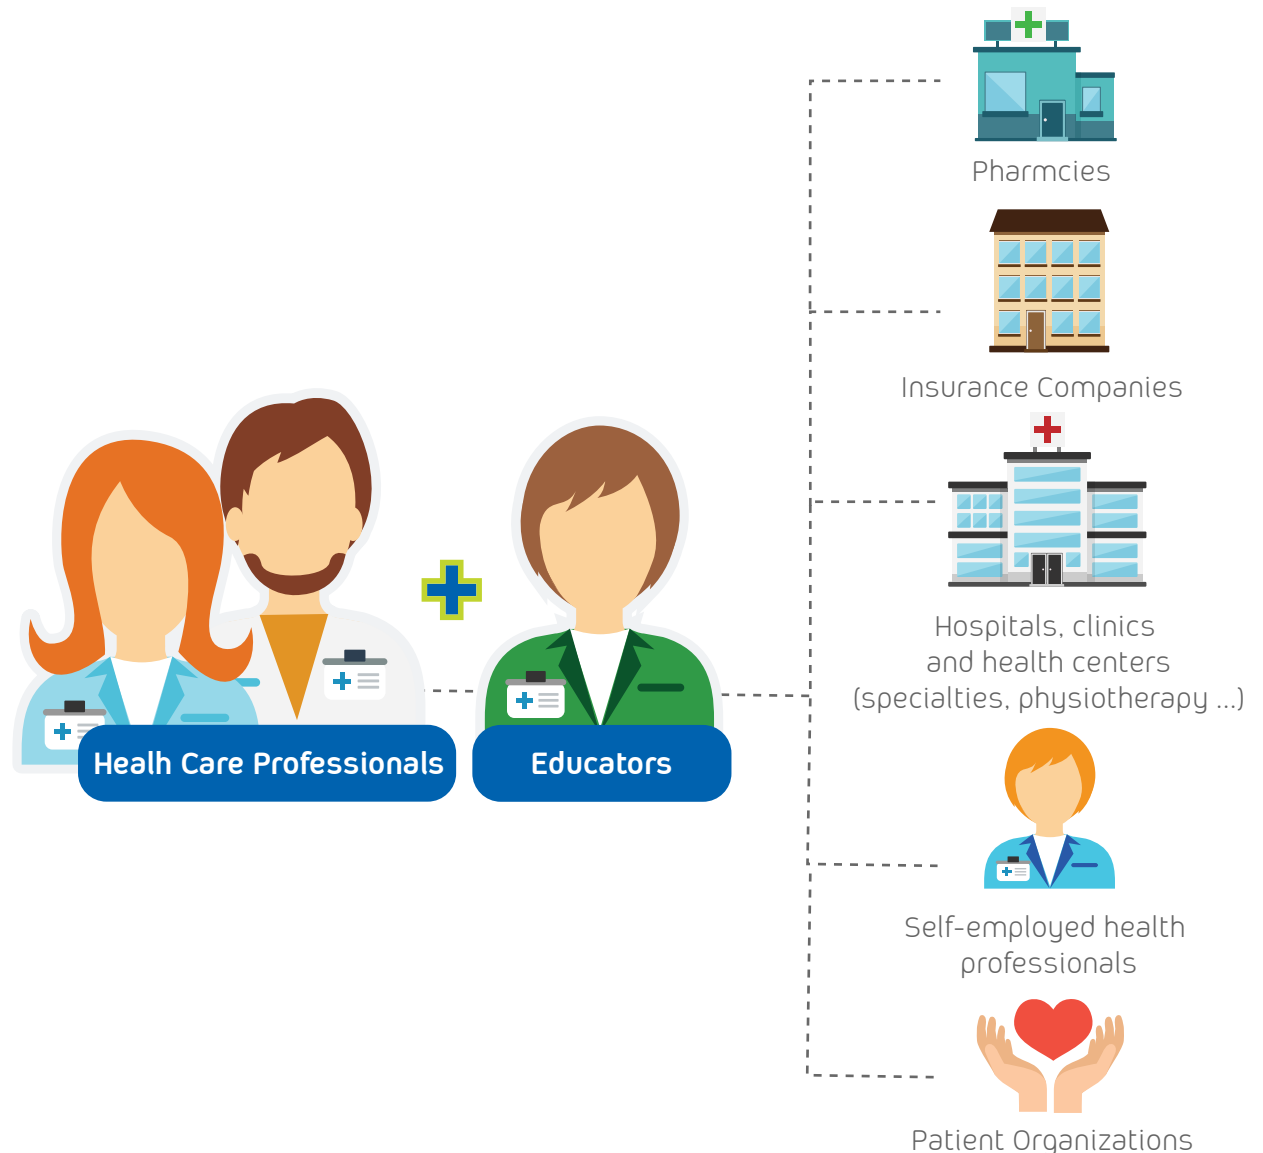 Pharmcies
Insurance Companies
Hospitals, clinics
and health centers
(specialties, physiotherapy ...)
Healh Care Professionals
Educators
Self-employed health
professionals
Patient Organizations